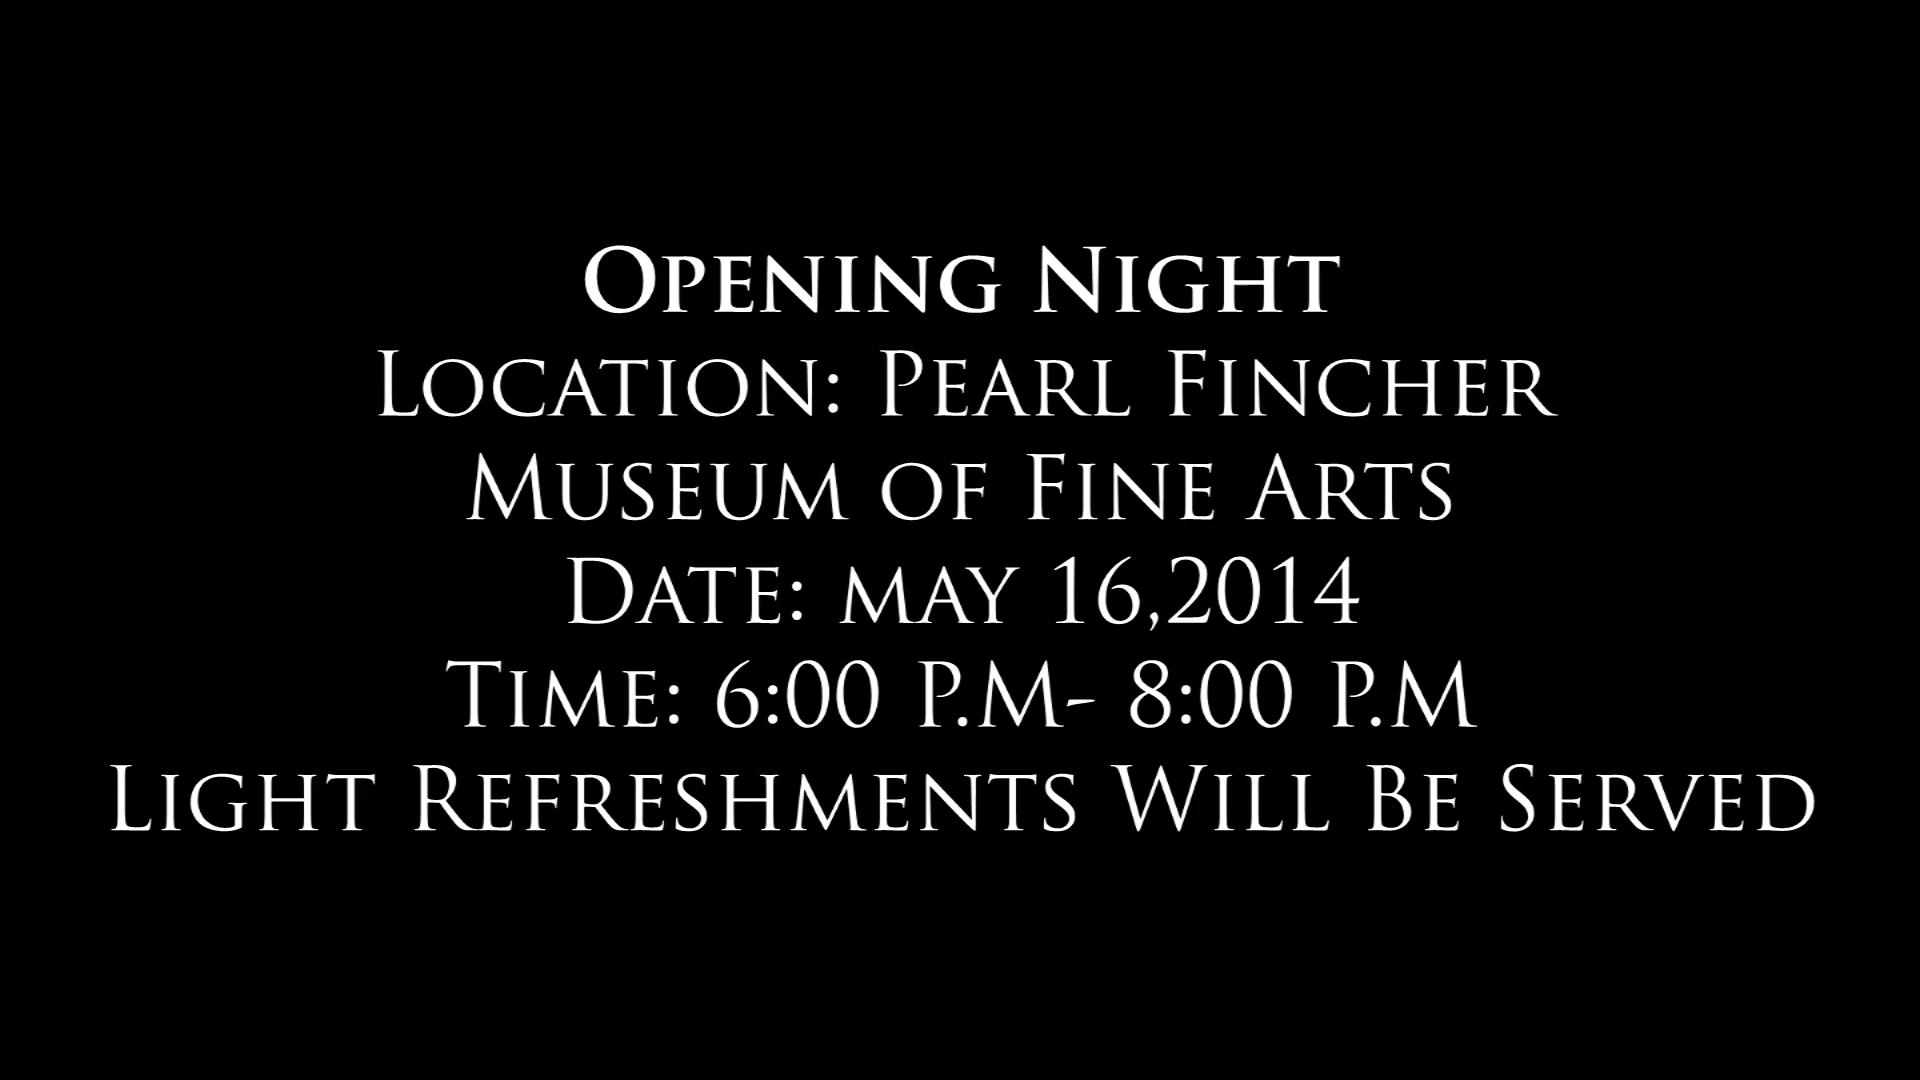 Opening Night
Location: Pearl Fincher
Museum of Fine Arts
Date: may 16,2014
Time: 6:00 P.M- 8:00 P.M
Light Refreshments Will Be Served